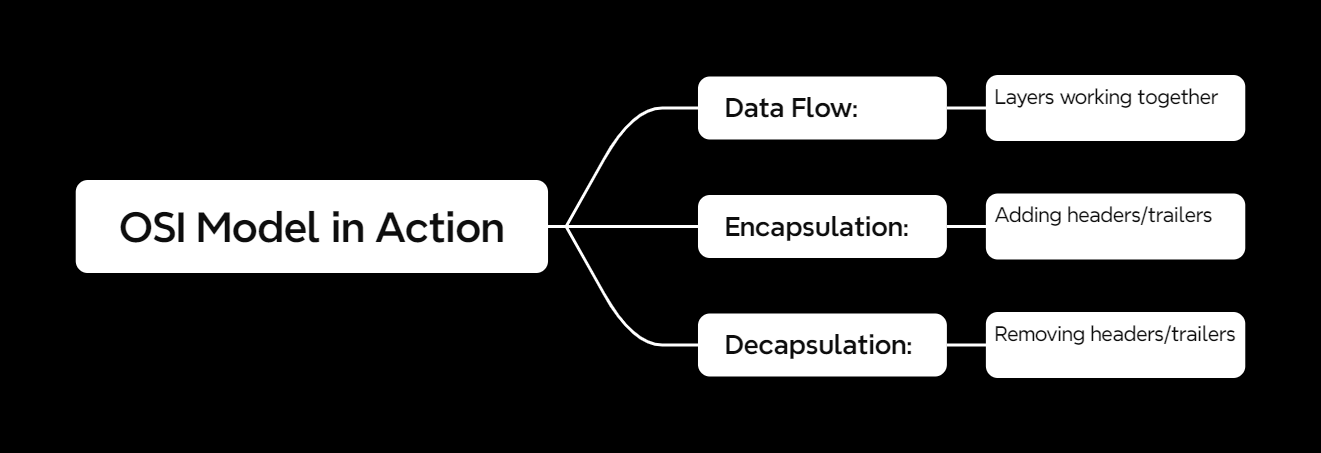 OSI Model in Action
Data Flow:
Layers working together
Encapsulation:
Adding headers/trailers
Decapsulation:
Removing headers/trailers